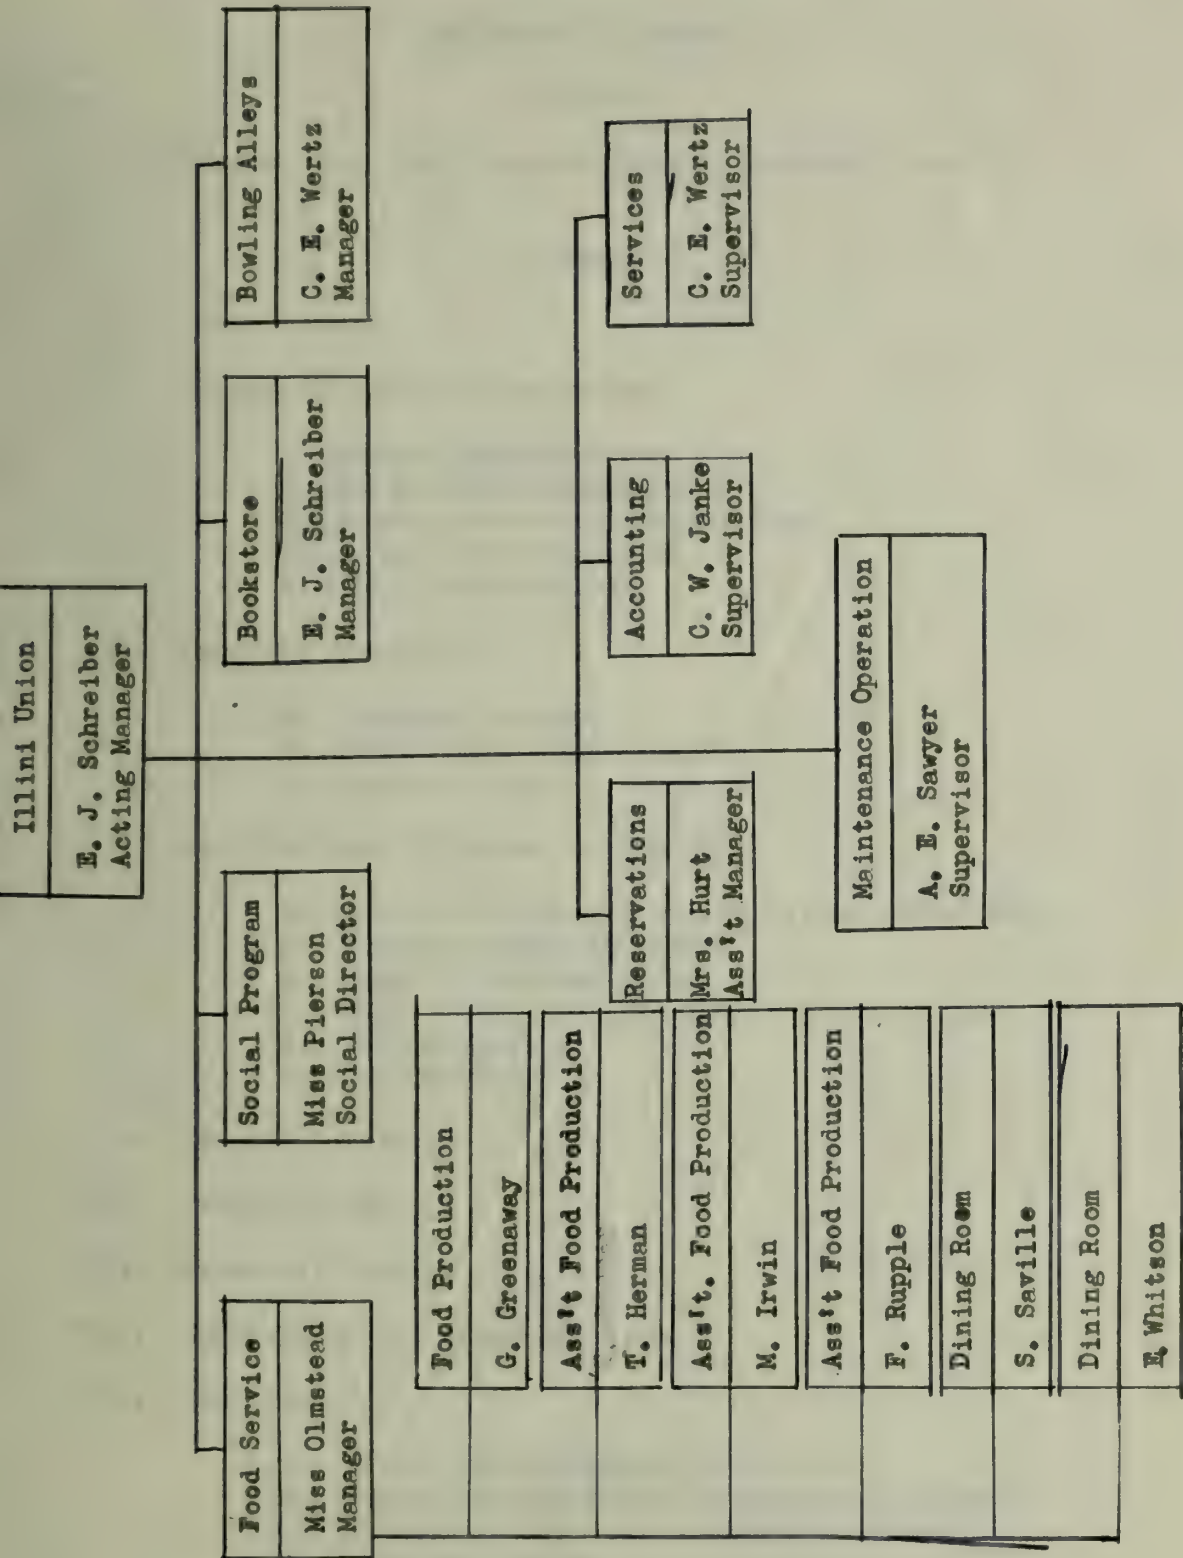 Illini Union
E. J. Schreiber
Acting Manager
Food Service
Miss Olmstead
Manager
Social Program
Miss Pierson
Social Director
Bookstore
E. J. Schreiber
Manager
Bowling Alleys
C. E. Wertz
Manager
Food Production
G. Greenaway
Ass't Food Production
T. Herman
Ass't. Food Production
M. Irwin
Ass't Food Production
F. Rupple
Dining Room
S. Saville
Dining Room
E. Whitson
Reservations
Mrs. Hurt
Ass't Manager
Accounting
C. W. Janke
Supervisor
Services
C. E. Wertz
Supervisor
Maintenance Operation
A. E. Sawyer
Supervisor